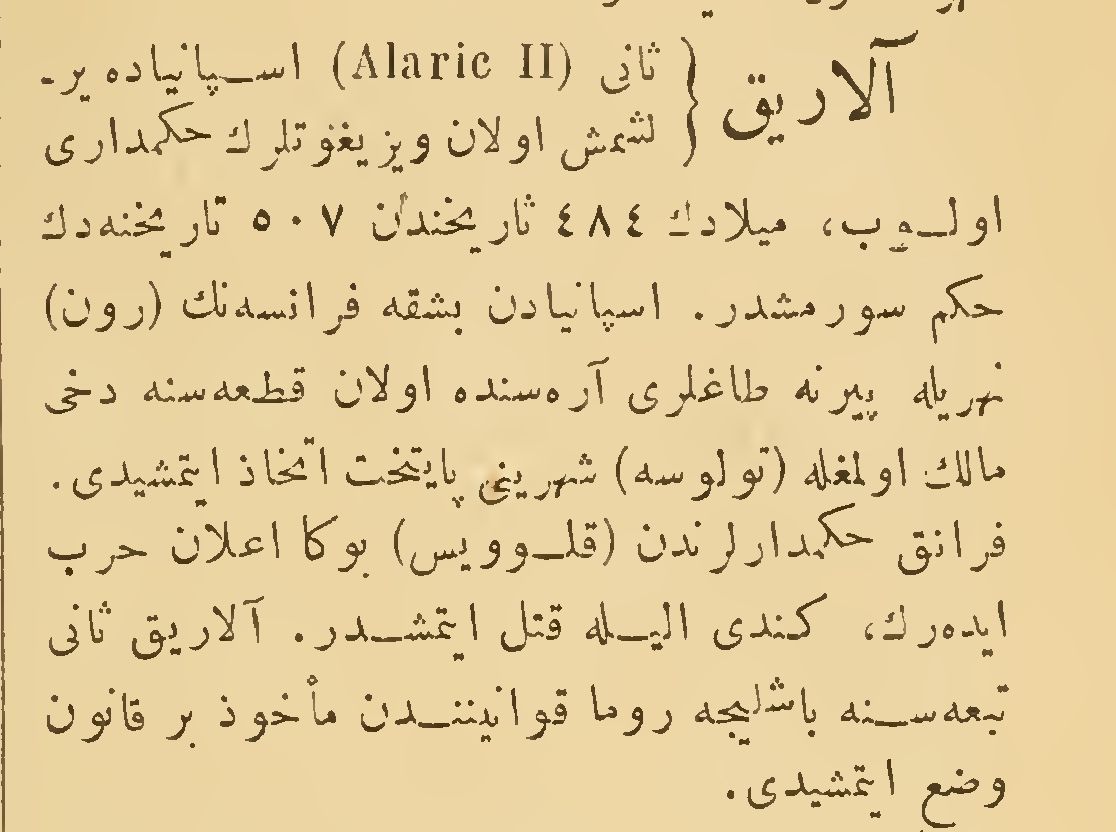 آلاریق { ثانی (Alaric II) اسپانیاده یر-
لشمش اولان ویزیغوتلرك حكمداری
اولوب، میلادك ٤٨٤ تاریخندن ٥٠٧ تاریخنه‌دك
حكم سورمشدر. اسپانیادن بشقه فرانسه‌نك (رون)
نهریله پیرنه طاغلری آره‌سنده اولان قطعه‌سنه دخی
مالك اولمغله (تولوسه) شهرینی پایتخت اتخاذ ایتمشیدی.
فرانق حكمدارلرندن (قلوویس) بوكا اعلان حرب
ایده‌رك، كندی الیله قتل ایتمشدر. آلاریق ثانی
تبعه‌سنه باشلیجه روما قوانیننندن مأخوذ بر قانون
وضع ایتمشیدی.